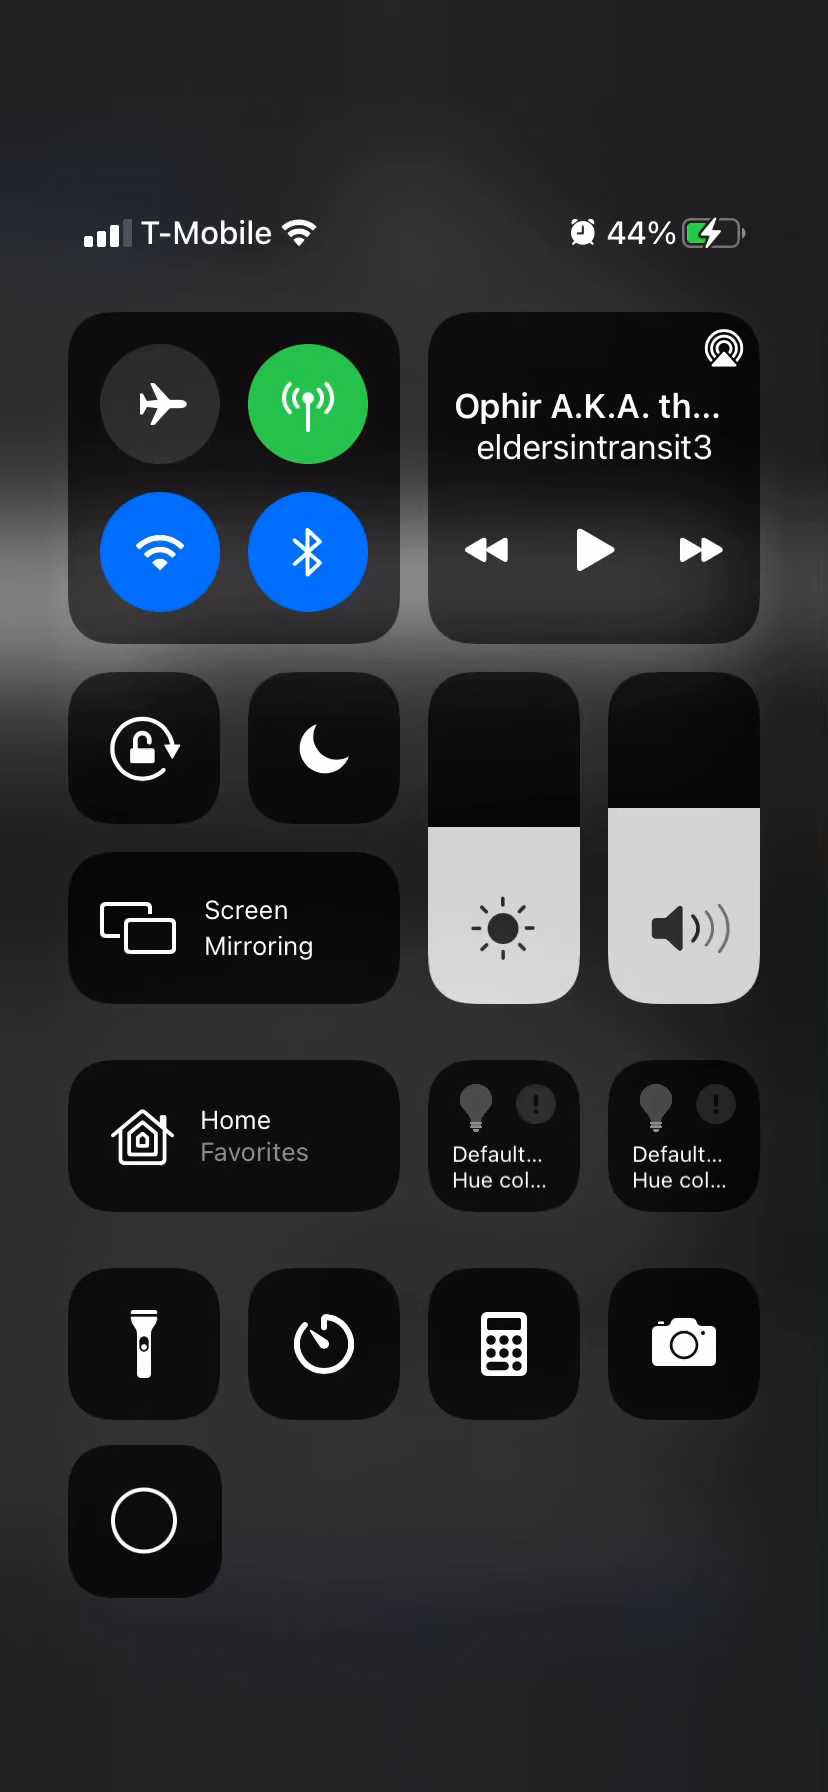 T-Mobile
44%
Ophir A.K.A. th...
eldersintransit3
Screen
Mirroring
Home
Favorites
Default...
Hue col...
Default...
Hue col...